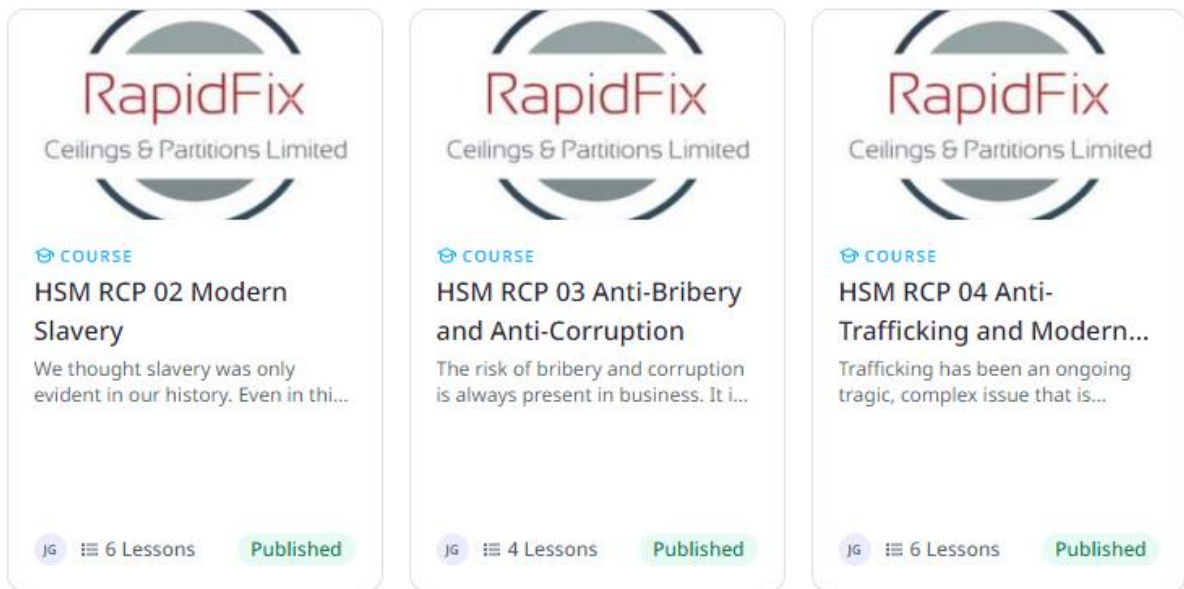 RapidFix
Ceilings & Partitions Limited
COURSE
HSM RCP 02 Modern
Slavery
We thought slavery was only
evident in our history. Even in thi...
JG
6 Lessons
Published
RapidFix
Ceilings & Partitions Limited
COURSE
HSM RCP 03 Anti-Bribery
and Anti-Corruption
The risk of bribery and corruption
is always present in business. It i...
JG
4 Lessons
Published
RapidFix
Ceilings & Partitions Limited
COURSE
HSM RCP 04 Anti-
Trafficking and Modern...
Trafficking has been an ongoing
tragic, complex issue that is...
JG
6 Lessons
Published